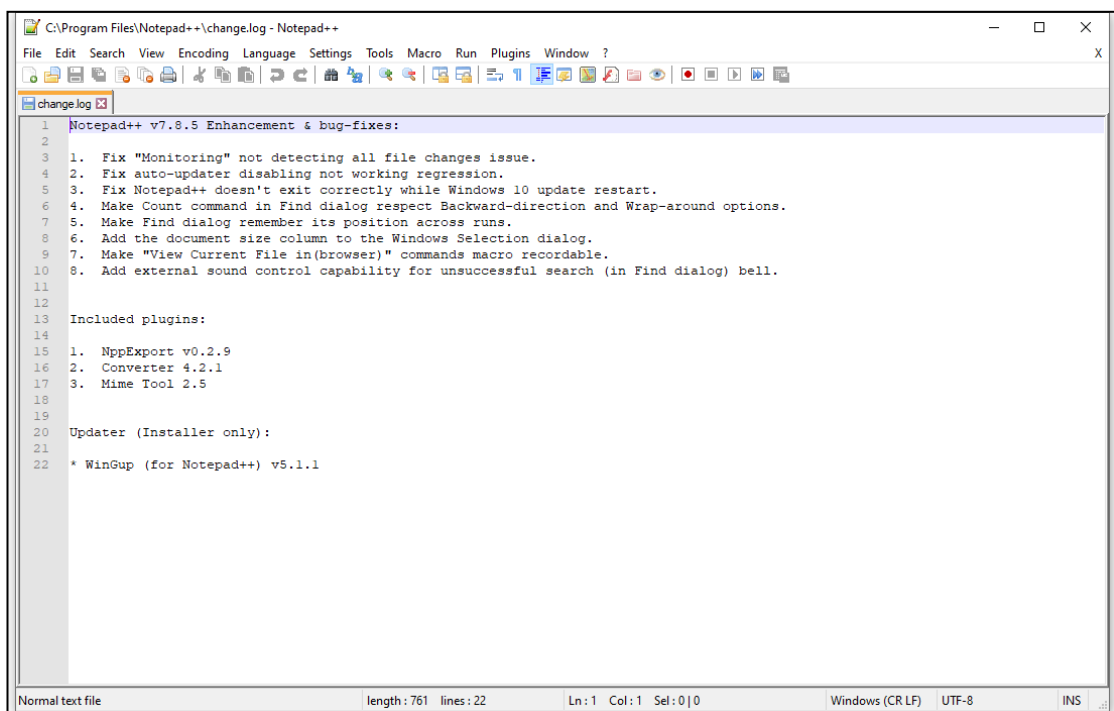 C:\Program Files\Notepad++\change.log - Notepad++
File Edit Search View Encoding Language Settings Tools Macro Run Plugins Window ? X
change.log
1 Notepad++ v7.8.5 Enhancement & bug-fixes:
2
3 1. Fix "Monitoring" not detecting all file changes issue.
4 2. Fix auto-updater disabling not working regression.
5 3. Fix Notepad++ doesn't exit correctly while Windows 10 update restart.
6 4. Make Count command in Find dialog respect Backward-direction and Wrap-around options.
7 5. Make Find dialog remember its position across runs.
8 6. Add the document size column to the Windows Selection dialog.
9 7. Make "View Current File in(browser)" commands macro recordable.
10 8. Add external sound control capability for unsuccessful search (in Find dialog) bell.
11
12
13 Included plugins:
14
15 1. NppExport v0.2.9
16 2. Converter 4.2.1
17 3. Mime Tool 2.5
18
19
20 Updater (Installer only):
21
22 * WinGup (for Notepad++) v5.1.1
Normal text file length : 761 lines : 22 Ln : 1 Col : 1 Sel : 0 | 0 Windows (CR LF) UTF-8 INS